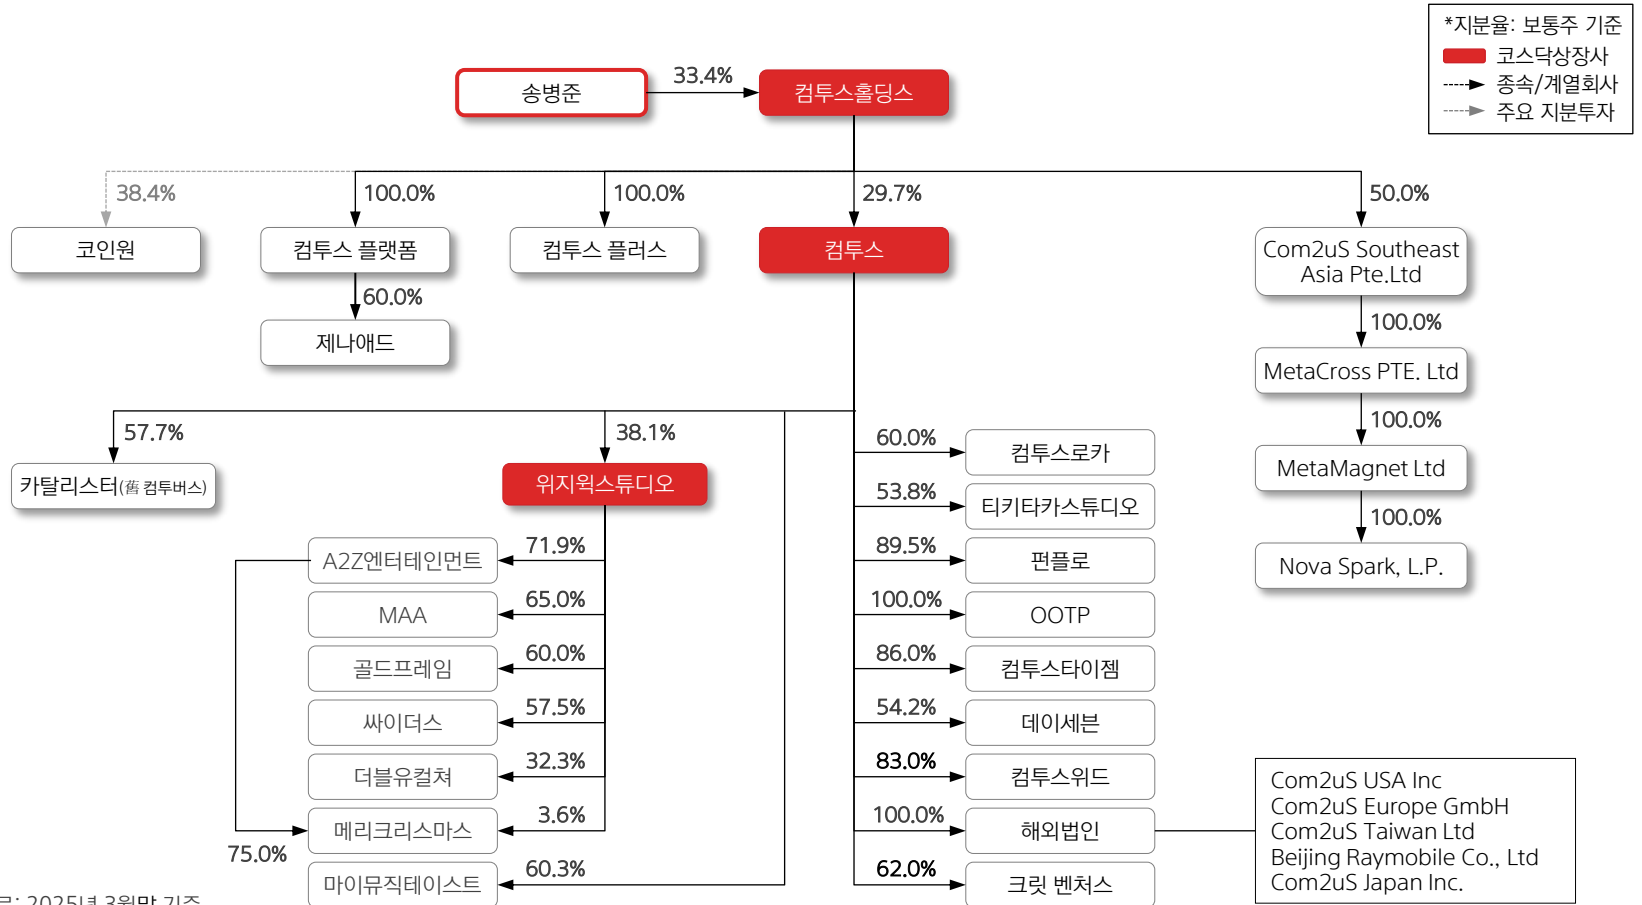 *지분율: 보통주 기준
코스닥상장사
종속/계열회사
주요 지분투자
송병준
33.4%
컴투스홀딩스
38.4%
100.0%
100.0%
29.7%
50.0%
코인원
컴투스 플랫폼
컴투스 플러스
컴투스
Com2uS Southeast
Asia Pte.Ltd
60.0%
제나애드
100.0%
MetaCross PTE. Ltd
100.0%
MetaMagnet Ltd
100.0%
Nova Spark, L.P.
57.7%
카탈리스터(舊 컴투버스)
38.1%
위지윅스튜디오
71.9%
A2Z엔터테인먼트
65.0%
MAA
60.0%
골드프레임
57.5%
싸이더스
32.3%
더블유컬쳐
3.6%
메리크리스마스
75.0%
60.3%
마이뮤직테이스트
60.0%
컴투스로카
53.8%
티키타카스튜디오
89.5%
펀플로
100.0%
OOTP
86.0%
컴투스타이젬
54.2%
데이세븐
83.0%
컴투스위드
100.0%
해외법인
62.0%
크릿 벤처스
Com2uS USA Inc
Com2uS Europe GmbH
Com2uS Taiwan Ltd
Beijing Raymobile Co., Ltd
Com2uS Japan Inc.
: 2025년 3월말 기준